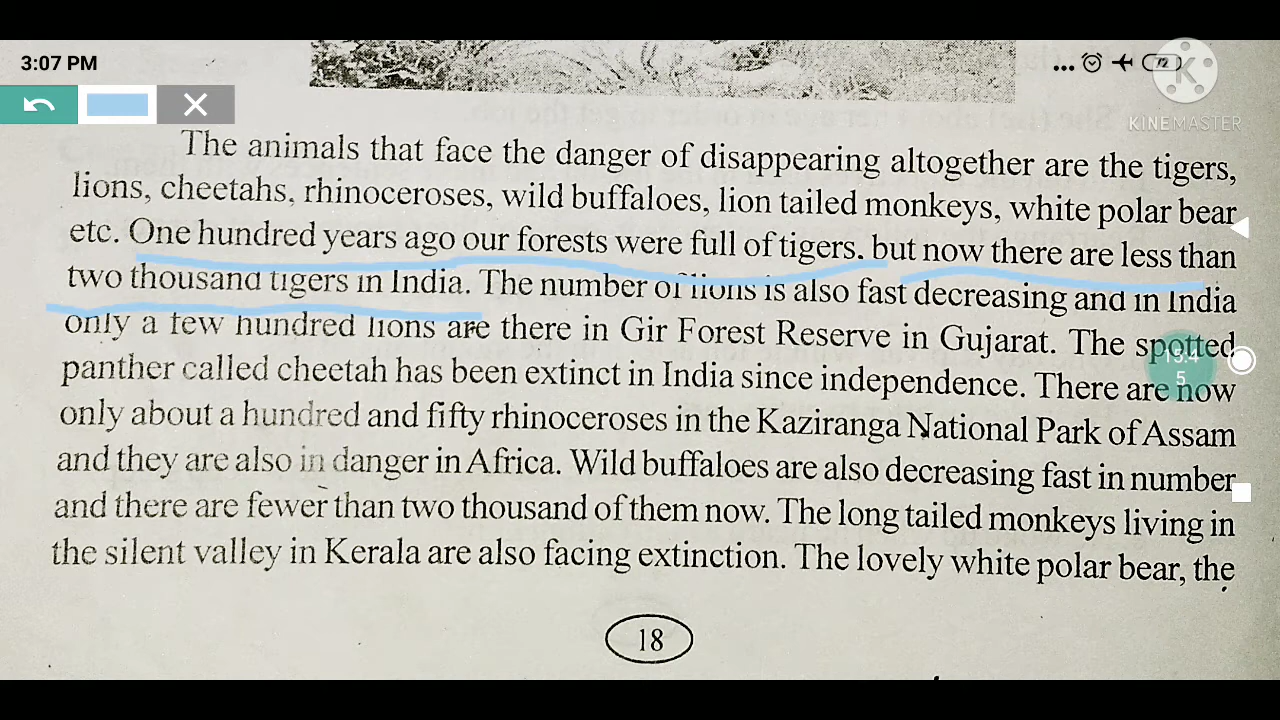 3:07 PM
...
KINEMASTER
The animals that face the danger of disappearing altogether are the tigers,
lions, cheetahs, rhinoceroses, wild buffaloes, lion tailed monkeys, white polar bear
etc. One hundred years ago our forests were full of tigers. but now there are less than
two thousand tigers in India. The number of lions is also fast decreasing and in India
only a few hundred lions are there in Gir Forest Reserve in Gujarat. The spotted
panther called cheetah has been extinct in India since independence. There are now
only about a hundred and fifty rhinoceroses in the Kaziranga National Park of Assam
and they are also in danger in Africa. Wild buffaloes are also decreasing fast in number
and there are fewer than two thousand of them now. The long tailed monkeys living in
the silent valley in Kerala are also facing extinction. The lovely white polar bear, the
18